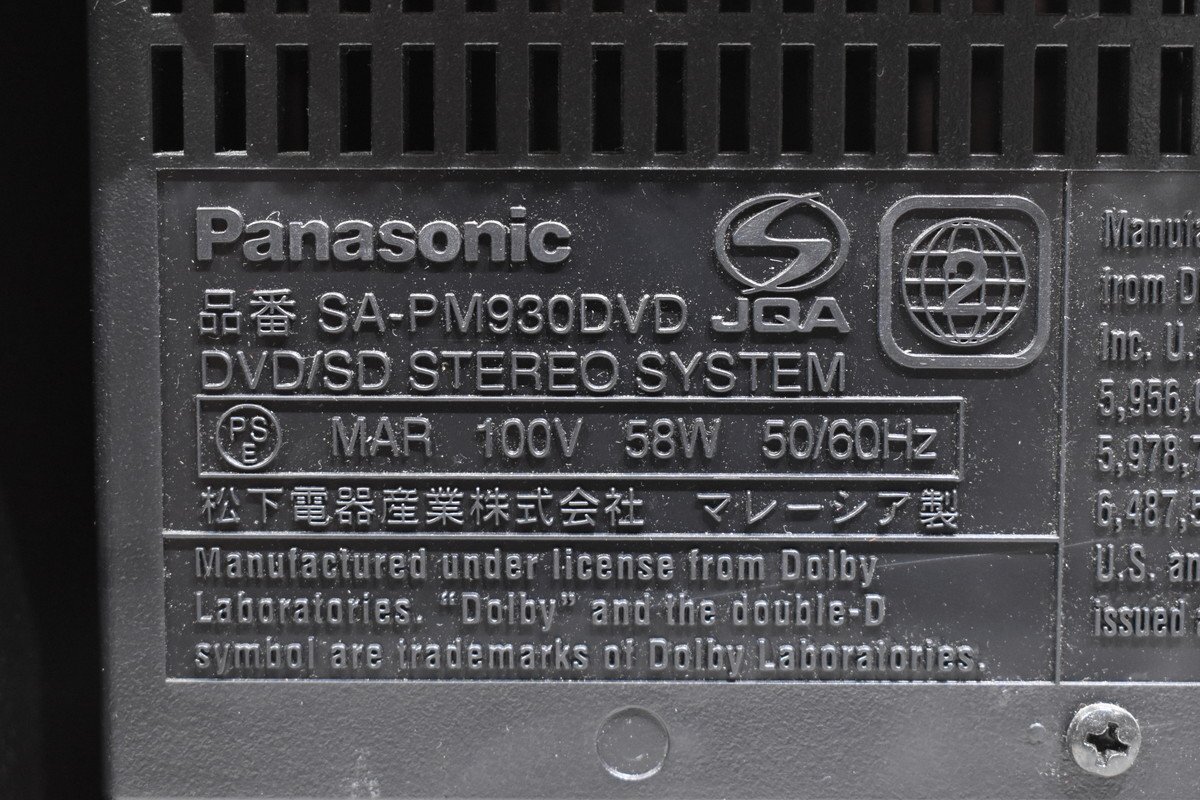 Panasonic
JQA
2
品番 SA-PM930DVD
DVD/SD STEREO SYSTEM
PS
E
MAR 100V 58W 50/60Hz
松下電器産業株式会社 マレーシア製
Manufactured under license from Dolby
Laboratories. “Dolby” and the double-D
symbol are trademarks of Dolby Laboratories.
from D
Inc. U.
5,956,
5,978,
6,487,5
U.S. an
issued